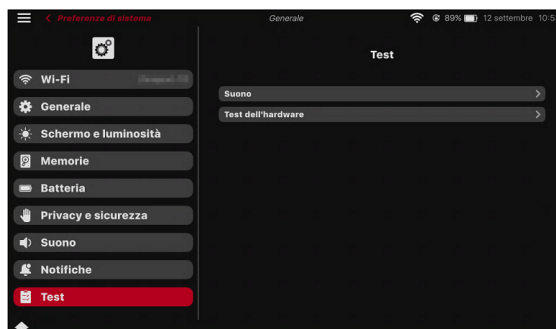 Preferenze di sistema
Generale
89%
12 settembre 10:5
Wi-Fi
Generale
Schermo e luminosità
Memorie
Batteria
Privacy e sicurezza
Suono
Notifiche
Test
Test
Suono
Test dell'hardware